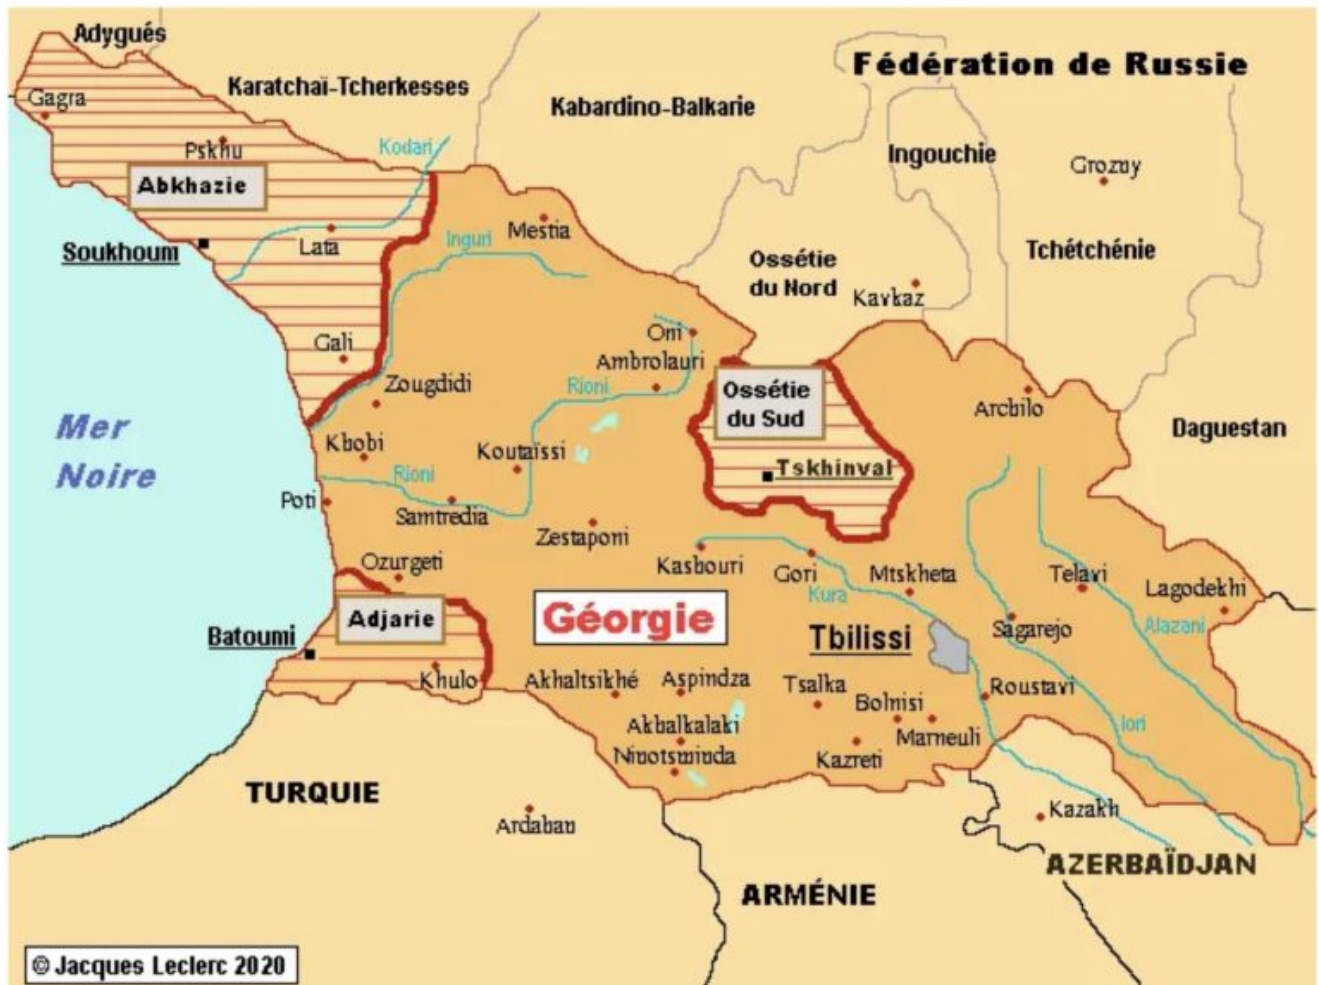 Adygués
Karatchaï-Tcherkesses
Kabardino-Balkarie
Fédération de Russie
Ingouchie
Grozny
Tchétchénie
Gagra
Pskhu
Kodari
Abkhazie
Soukhoum
Lata
Inguri
Mestia
Ossétie
du Nord
Kavkaz
Gali
Oni
Ambrolauri
Zougdidi
Rioni
Ossétie
du Sud
Archilo
Daguestan
Mer
Noire
Khobi
Koutaïssi
Tskhinval
Rioni
Poti
Samtredia
Zestaponi
Ozurgeti
Kashouri
Gori
Kura
Mtskheta
Telavi
Lagodekhi
Adjarie
Géorgie
Batoumi
Tbilissi
Sagarejo
Alazani
Khulo
Akhaltsikhé
Aspindza
Tsalka
Bolnisi
Roustavi
Akhalkalaki
Marneuli
Iori
Ninotsminda
Kazreti
TURQUIE
Ardahan
Kazakh
AZERBAÏDJAN
ARMÉNIE
© Jacques Leclerc 2020